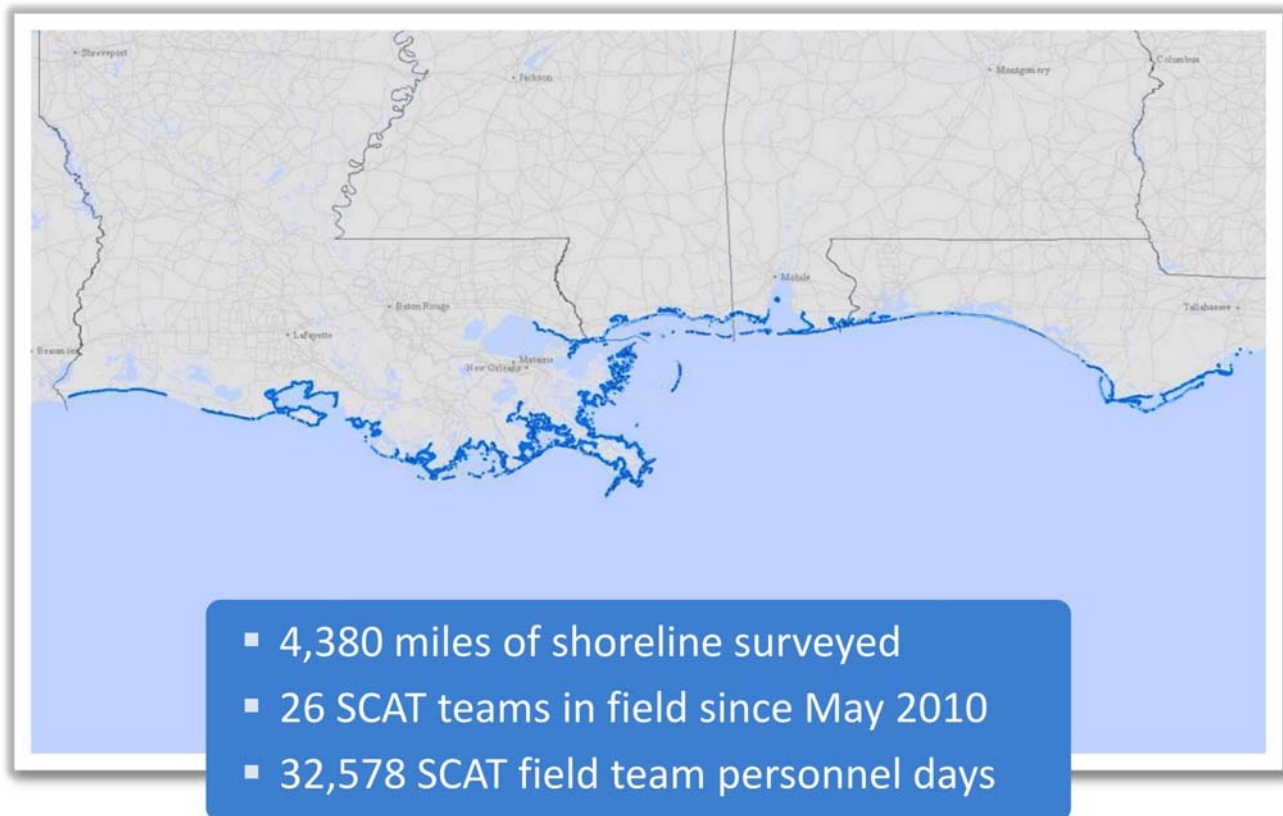 Shreveport
Jackson
Montgomery
Columbus
Mobile
Baton Rouge
Tallahassee
Lafayette
Beaumont
Metairie
New Orleans
▪ 4,380 miles of shoreline surveyed
▪ 26 SCAT teams in field since May 2010
▪ 32,578 SCAT field team personnel days